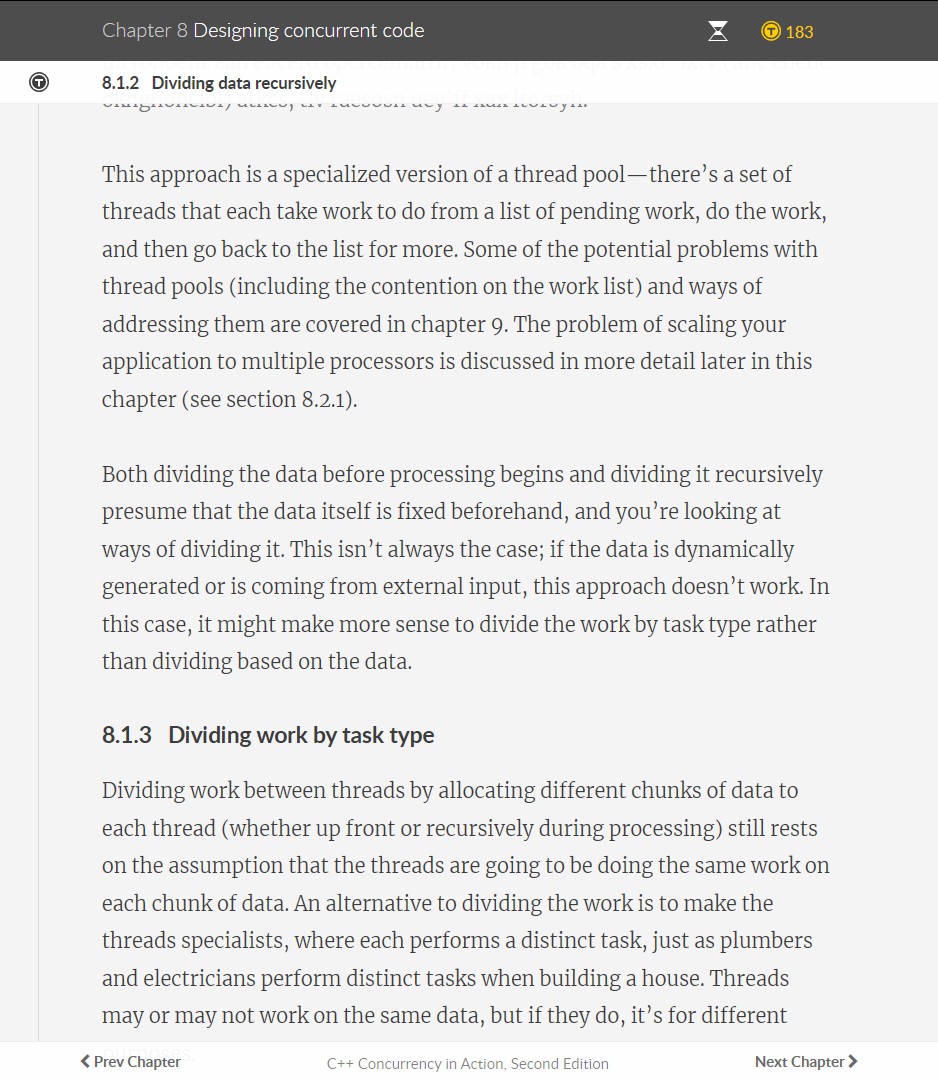 Chapter 8 Designing concurrent code
183
8.1.2 Dividing data recursively
This approach is a specialized version of a thread pool—there’s a set of
threads that each take work to do from a list of pending work, do the work,
and then go back to the list for more. Some of the potential problems with
thread pools (including the contention on the work list) and ways of
addressing them are covered in chapter 9. The problem of scaling your
application to multiple processors is discussed in more detail later in this
chapter (see section 8.2.1).
Both dividing the data before processing begins and dividing it recursively
presume that the data itself is fixed beforehand, and you’re looking at
ways of dividing it. This isn’t always the case; if the data is dynamically
generated or is coming from external input, this approach doesn’t work. In
this case, it might make more sense to divide the work by task type rather
than dividing based on the data.
8.1.3 Dividing work by task type
Dividing work between threads by allocating different chunks of data to
each thread (whether up front or recursively during processing) still rests
on the assumption that the threads are going to be doing the same work on
each chunk of data. An alternative to dividing the work is to make the
threads specialists, where each performs a distinct task, just as plumbers
and electricians perform distinct tasks when building a house. Threads
may or may not work on the same data, but if they do, it’s for different
purposes.
Prev Chapter
C++ Concurrency in Action, Second Edition
Next Chapter